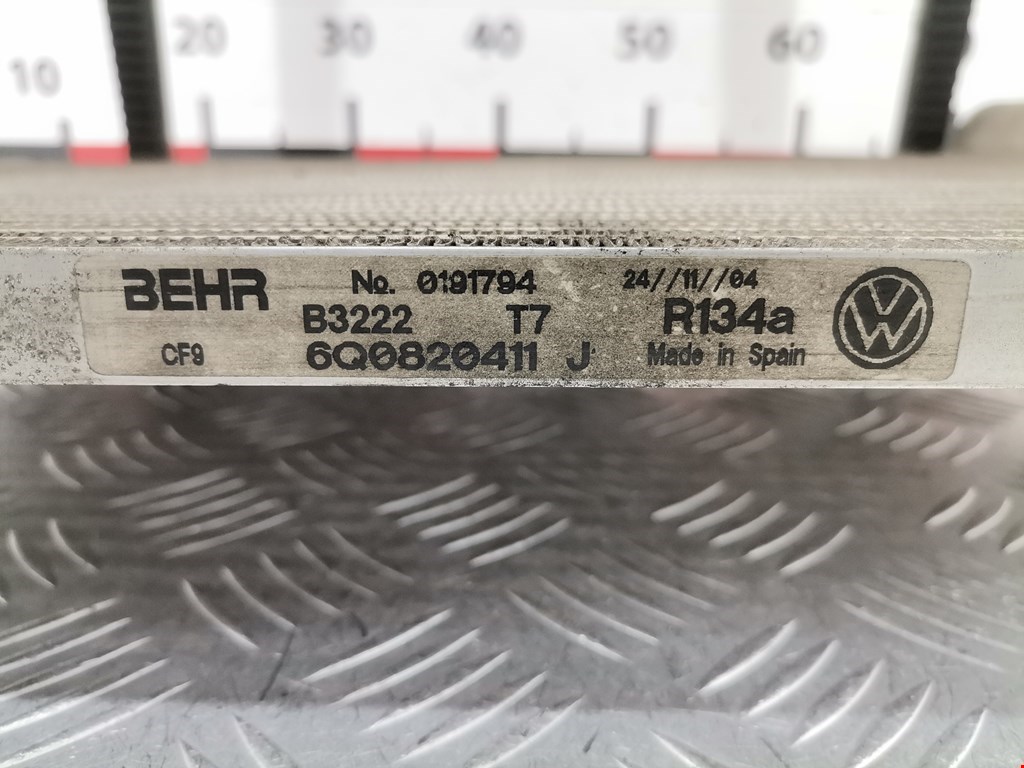 10 20 30 40 50 60
BEHR No. 0191794 24//11//04
B3222 T7 R134a
CF9 6Q0820411 J Made in Spain